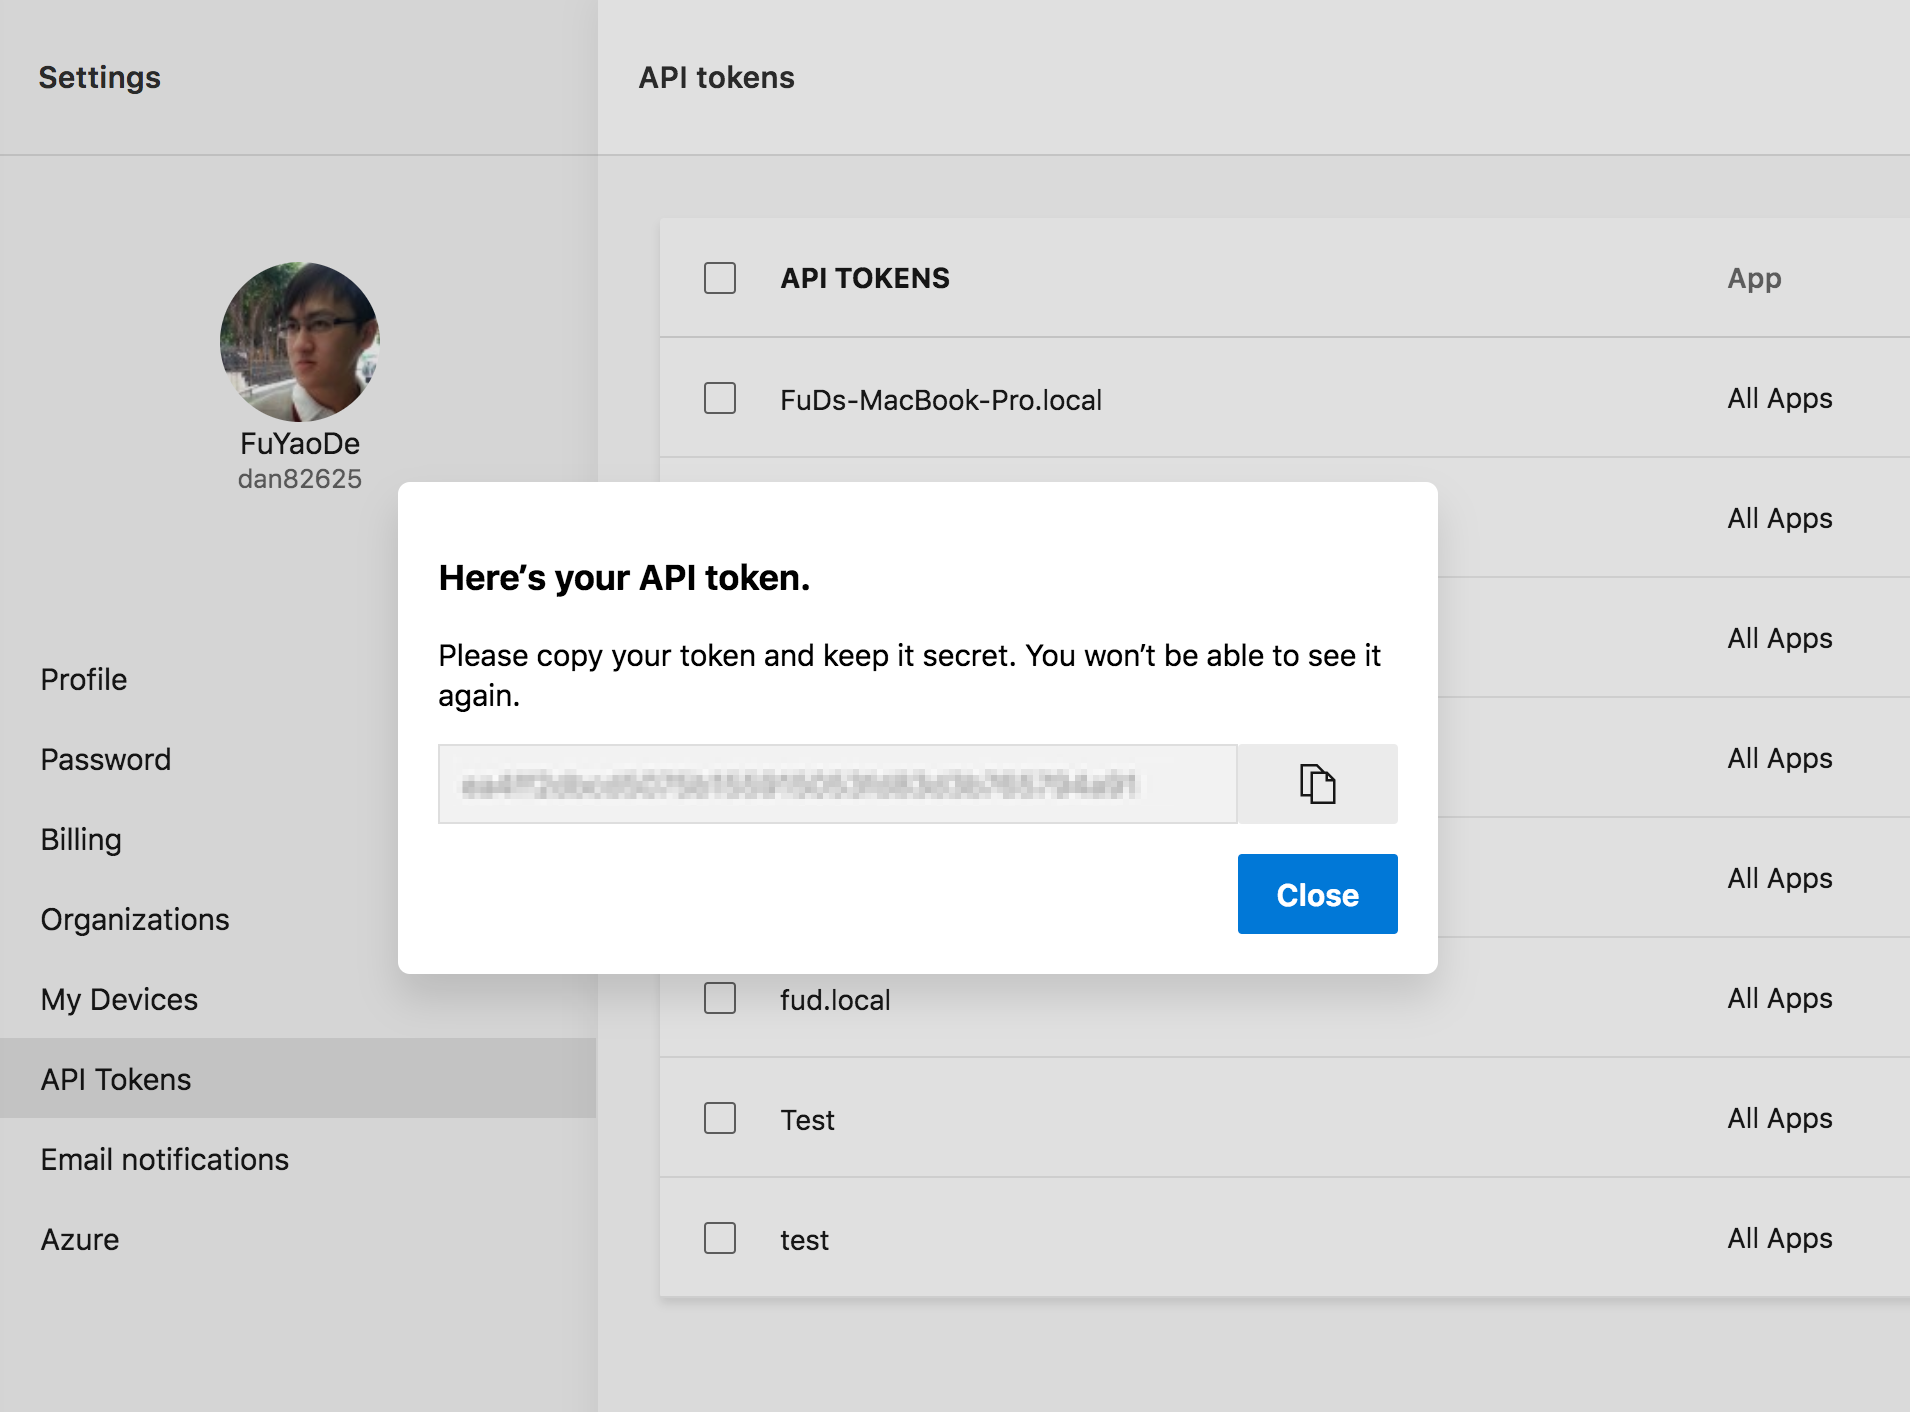 Settings
API tokens
FuYaoDe
dan82625
Profile
Password
Billing
Organizations
My Devices
API Tokens
Email notifications
Azure
API TOKENS App
FuDs-MacBook-Pro.local All Apps
All Apps
All Apps
All Apps
All Apps
fud.local All Apps
Test All Apps
test All Apps
Here’s your API token.
Please copy your token and keep it secret. You won’t be able to see it
again.
Close